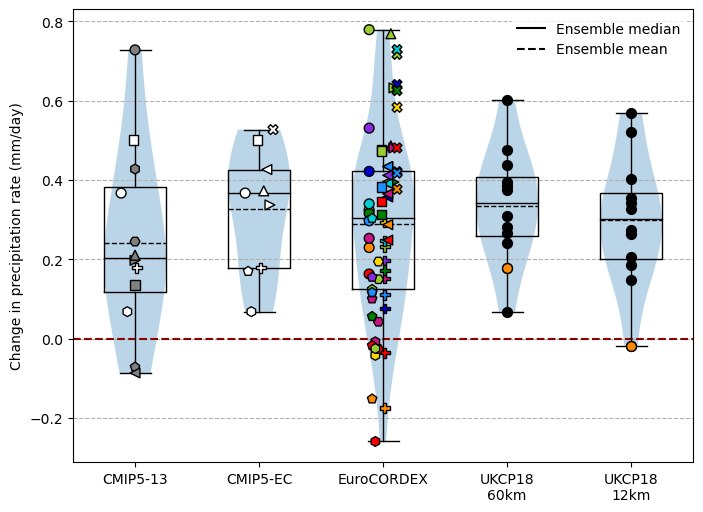 Change in precipitation rate (mm/day)
0.8
0.6
0.4
0.2
0.0
−0.2
Ensemble median
Ensemble mean
CMIP5-13
CMIP5-EC
EuroCORDEX
UKCP18
60km
UKCP18
12km